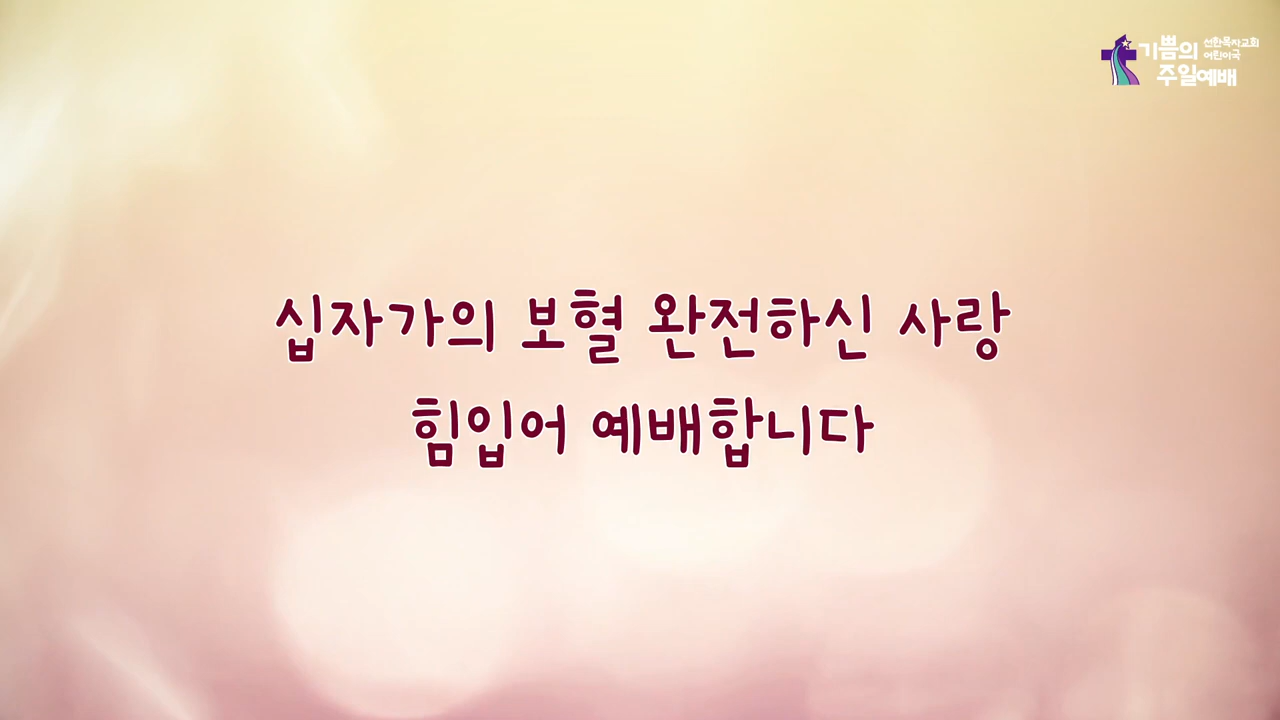 기쁨의 선한목자교회
어린이국
주일예배
십자가의 보혈 완전하신 사랑
힘입어 예배합니다